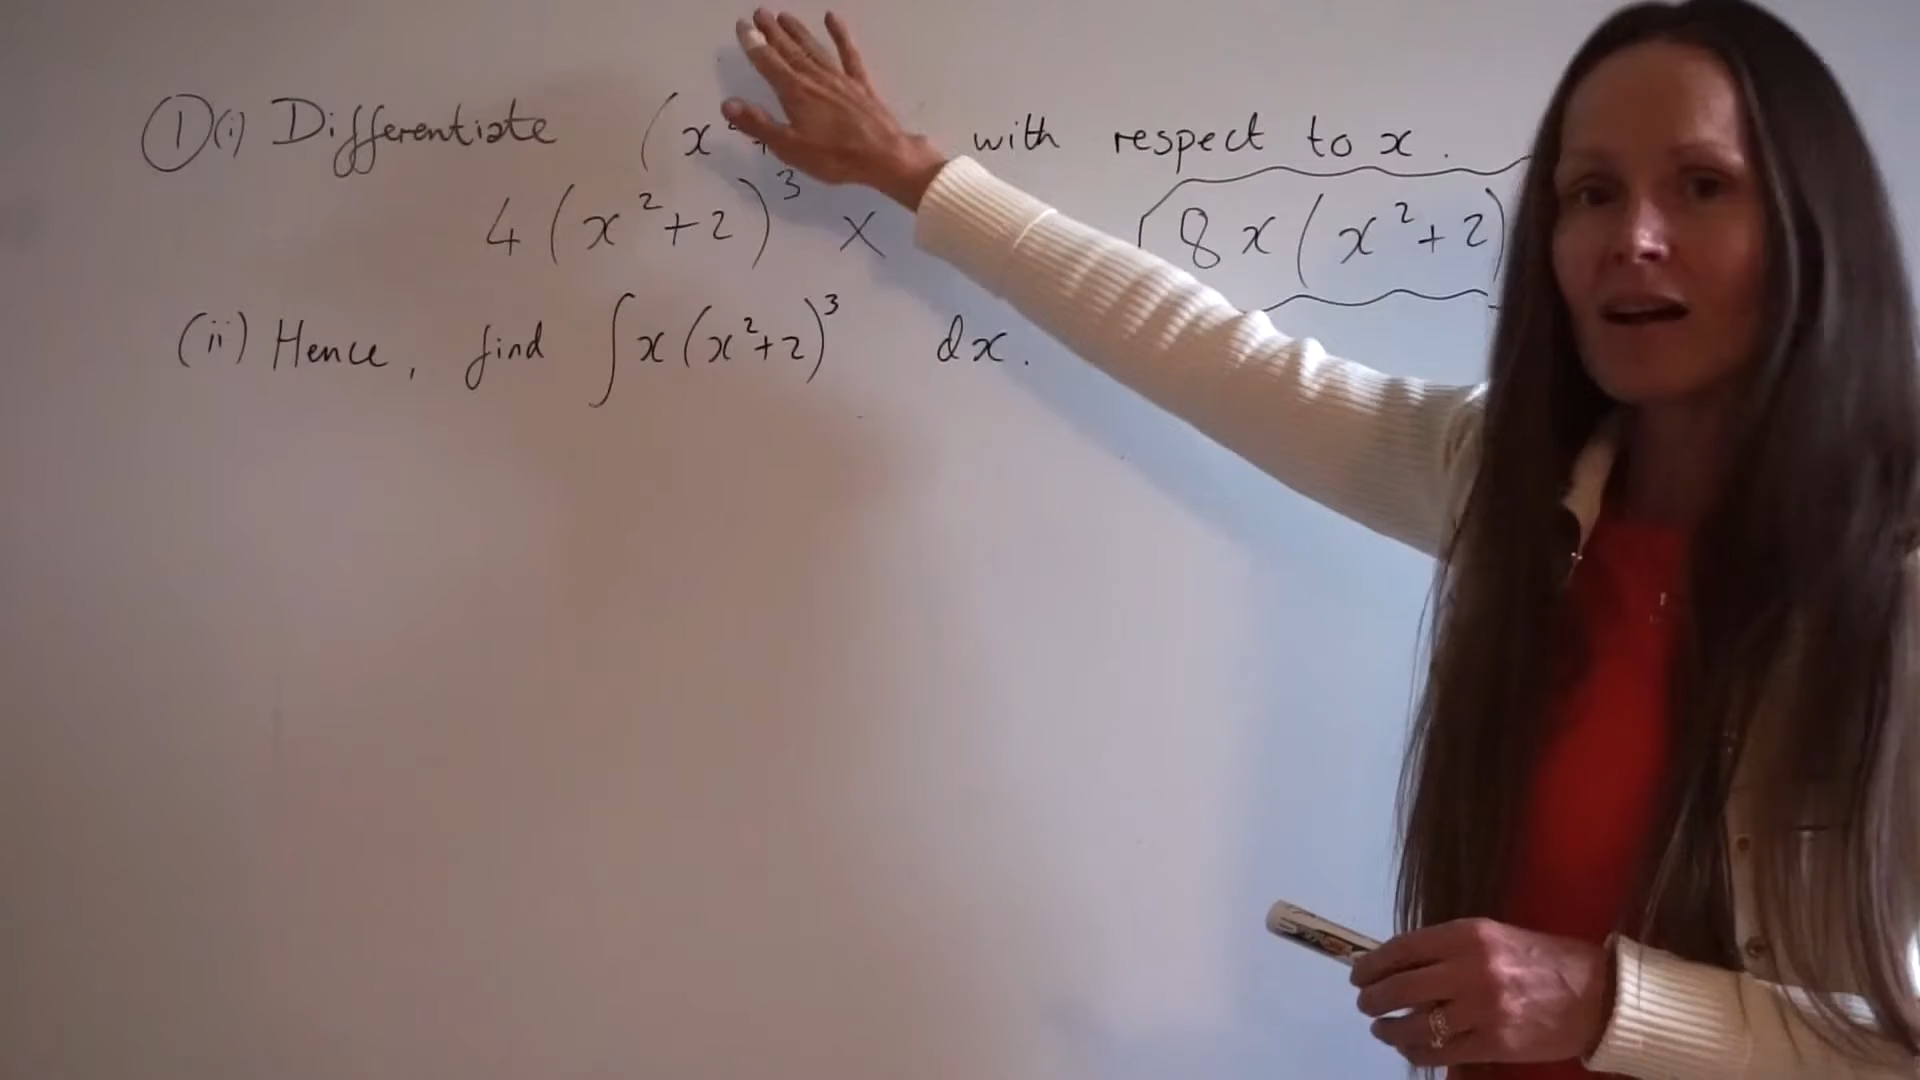 ① (i) Differentiate (x² with respect to x.
4 (x²+2)³ × 8x (x²+2)
(ii) Hence, find ∫ x (x²+2)³ dx.